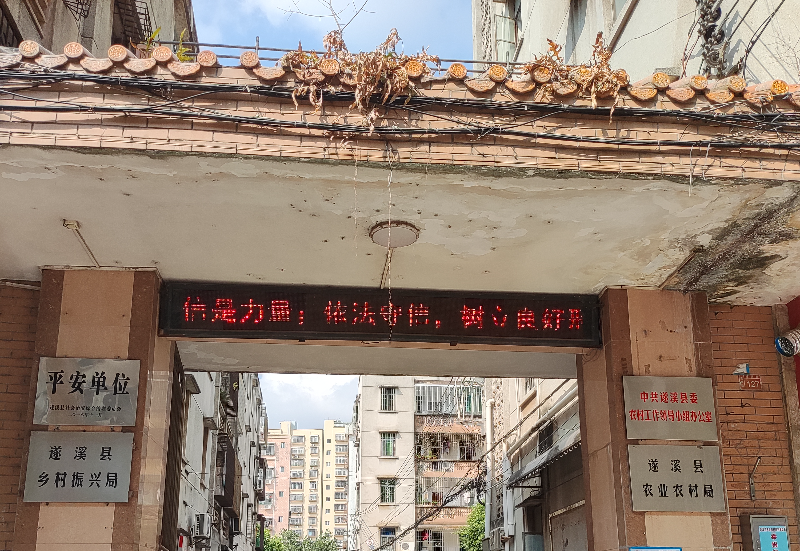 信是力量；依法守信，树立良好形
平安单位
遂溪县
乡村振兴局
中共遂溪县委
农村工作领导小组办公室
遂溪县
农业农村局